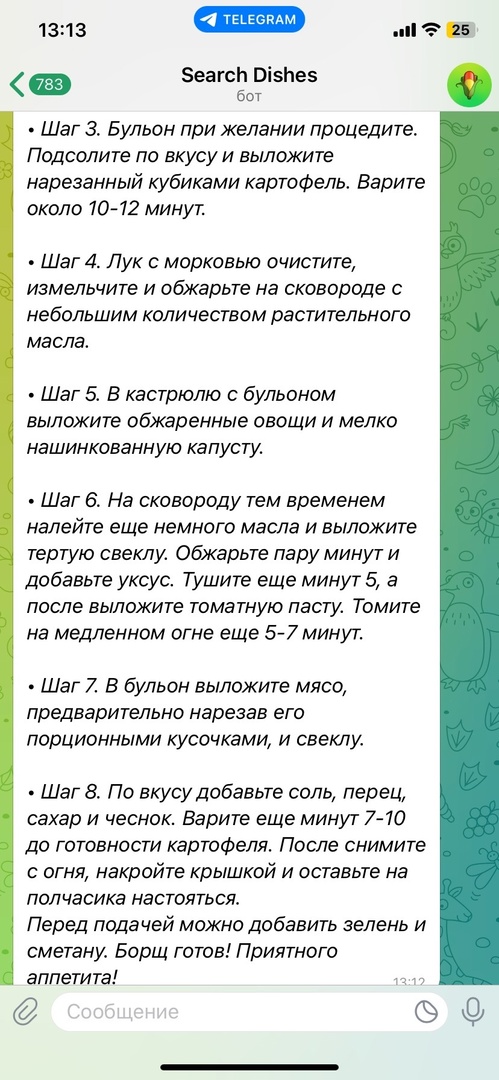 13:13
TELEGRAM
25
783
Search Dishes
бот
• Шаг 3. Бульон при желании процедите.
Подсолите по вкусу и выложите
нарезанный кубиками картофель. Варите
около 10-12 минут.
• Шаг 4. Лук с морковью очистите,
измельчите и обжарьте на сковороде с
небольшим количеством растительного
масла.
• Шаг 5. В кастрюлю с бульоном
выложите обжаренные овощи и мелко
нашинкованную капусту.
• Шаг 6. На сковороду тем временем
налейте еще немного масла и выложите
тертую свеклу. Обжарьте пару минут и
добавьте уксус. Тушите еще минут 5, а
после выложите томатную пасту. Томите
на медленном огне еще 5-7 минут.
• Шаг 7. В бульон выложите мясо,
предварительно нарезав его
порционными кусочками, и свеклу.
• Шаг 8. По вкусу добавьте соль, перец,
сахар и чеснок. Варите еще минут 7-10
до готовности картофеля. После снимите
с огня, накройте крышкой и оставьте на
полчасика настояться.
Перед подачей можно добавить зелень и
сметану. Борщ готов! Приятного
аппетита!
13:12
Сообщение